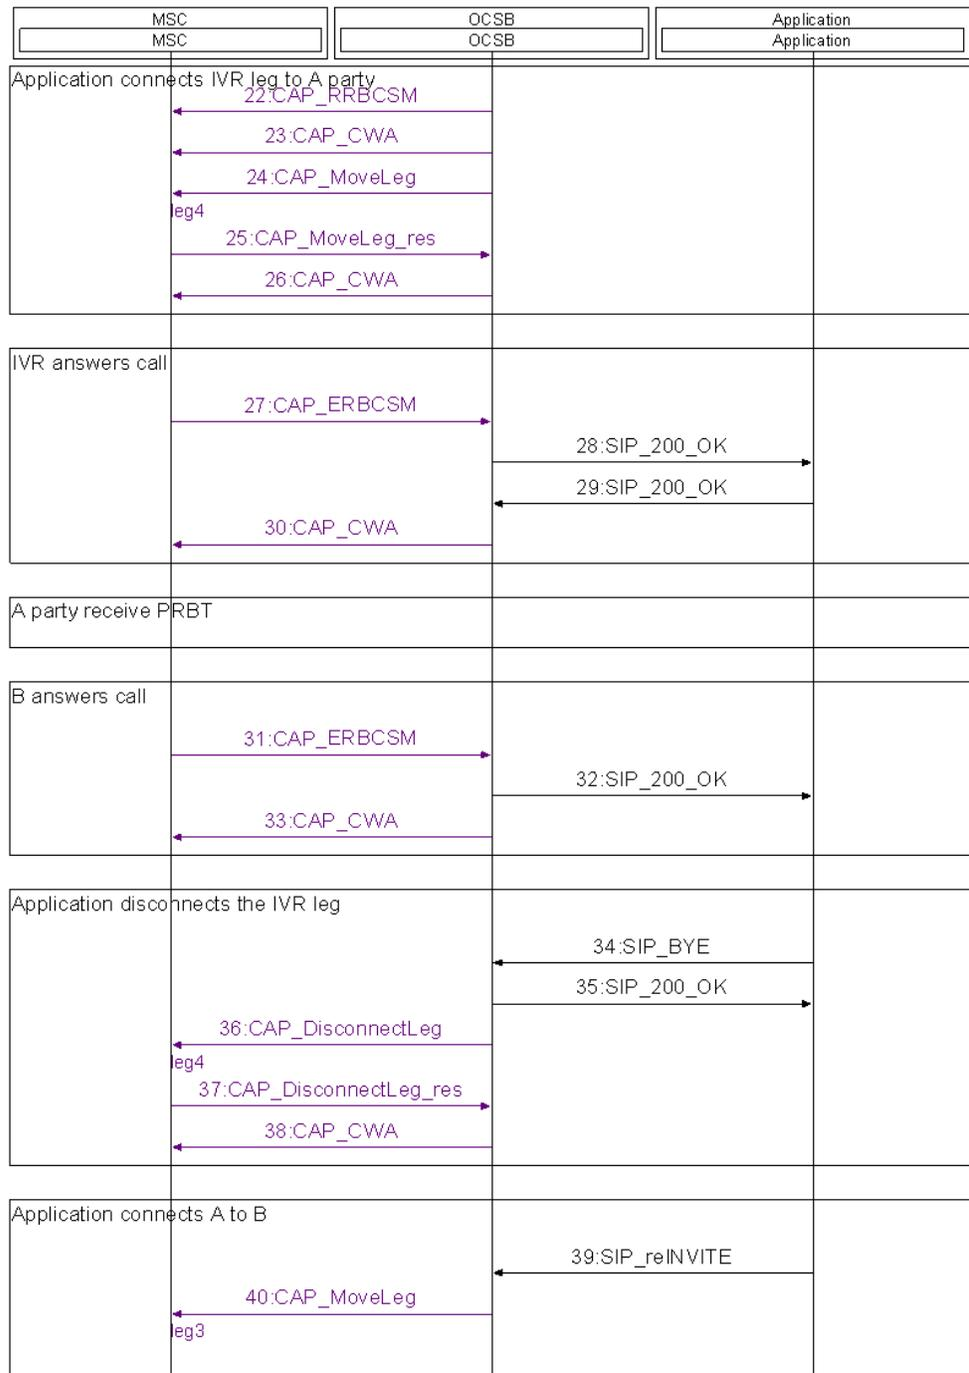 MSC OCSB Application
MSC OCSB Application
Application connects IVR leg to A party
22:CAP_RRBCSM
23:CAP_CWA
24:CAP_MoveLeg
leg4
25:CAP_MoveLeg_res
26:CAP_CWA
IVR answers call
27:CAP_ERBCSM
28:SIP_200_OK
29:SIP_200_OK
30:CAP_CWA
A party receive PRBT
B answers call
31:CAP_ERBCSM
32:SIP_200_OK
33:CAP_CWA
Application disconnects the IVR leg
34:SIP_BYE
35:SIP_200_OK
36:CAP_DisconnectLeg
leg4
37:CAP_DisconnectLeg_res
38:CAP_CWA
Application connects A to B
39:SIP_reINVITE
40:CAP_MoveLeg
leg3